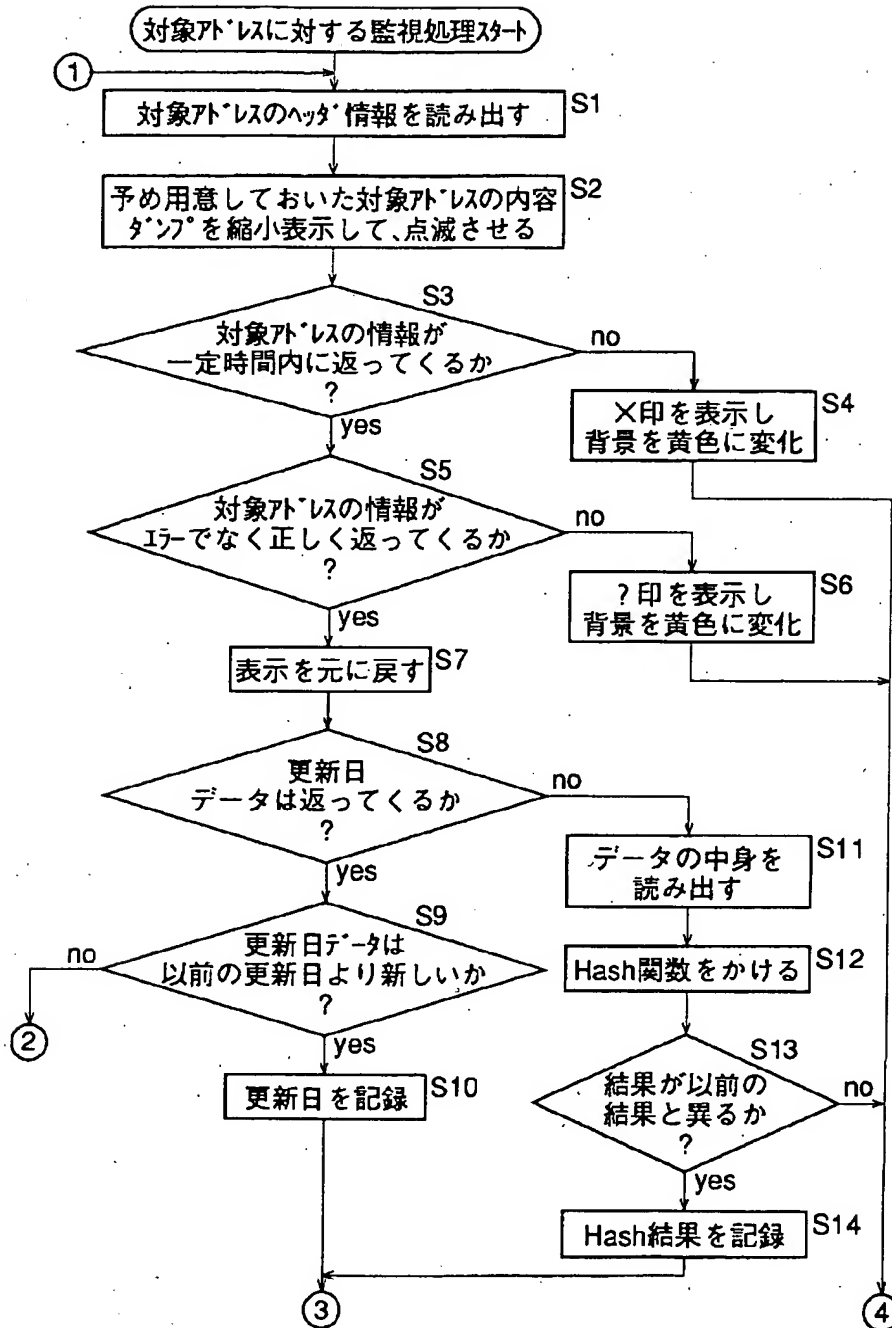 対象アドレスに対する監視処理スタート
①
対象アドレスのヘッダ情報を読み出す
S1
予め用意しておいた対象アドレスの内容
ダンプを縮小表示して、点滅させる
S2
S3
対象アドレスの情報が
一定時間内に返ってくるか
?
no
yes
×印を表示し
背景を黄色に変化
S4
S5
対象アドレスの情報が
エラーでなく正しく返ってくるか
?
no
yes
?印を表示し
背景を黄色に変化
S6
表示を元に戻す
S7
S8
更新日
データは返ってくるか
?
no
yes
データの中身を
読み出す
S11
S9
更新日データは
以前の更新日より新しいか
?
no
yes
②
Hash関数をかける
S12
S13
結果が以前の
結果と異るか
?
no
yes
更新日を記録
S10
Hash結果を記録
S14
③
④